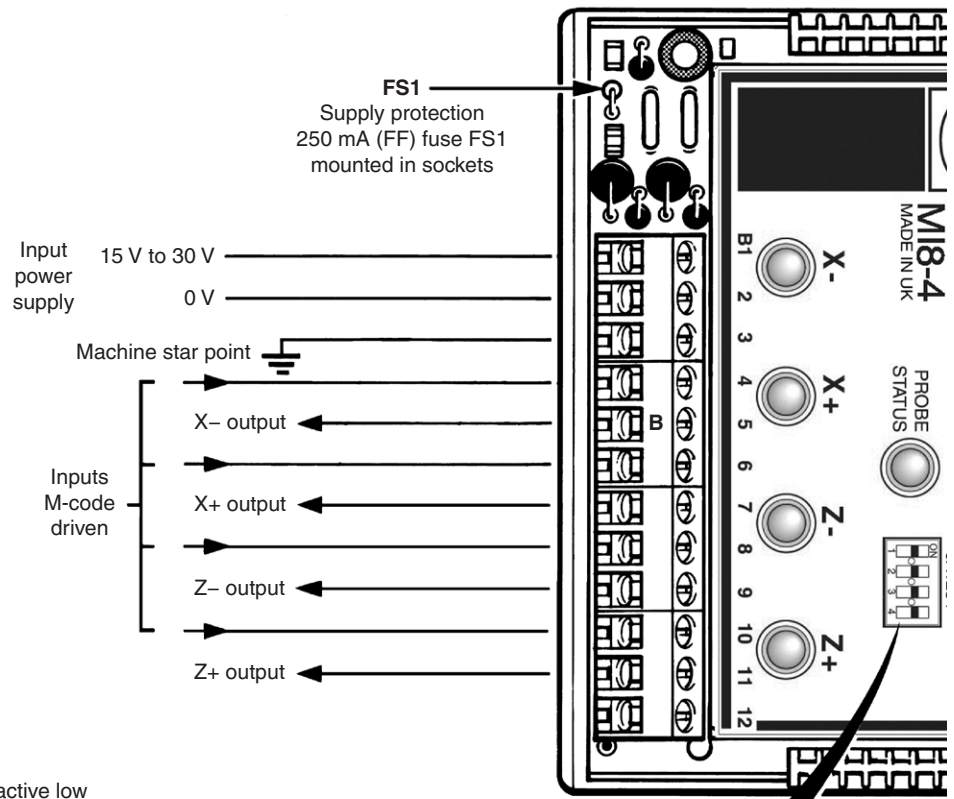 FS1
Supply protection
250 mA (FF) fuse FS1
mounted in sockets
Input
power
supply
15 V to 30 V
0 V
Machine star point
X− output
X+ output
Inputs
M-code
driven
Z− output
Z+ output
active low
B
B1
2
3
4
5
6
7
8
9
10
11
12
X-
X+
Z-
Z+
MI8-4
MADE IN UK
PROBE
STATUS
ON
1
2
3
4